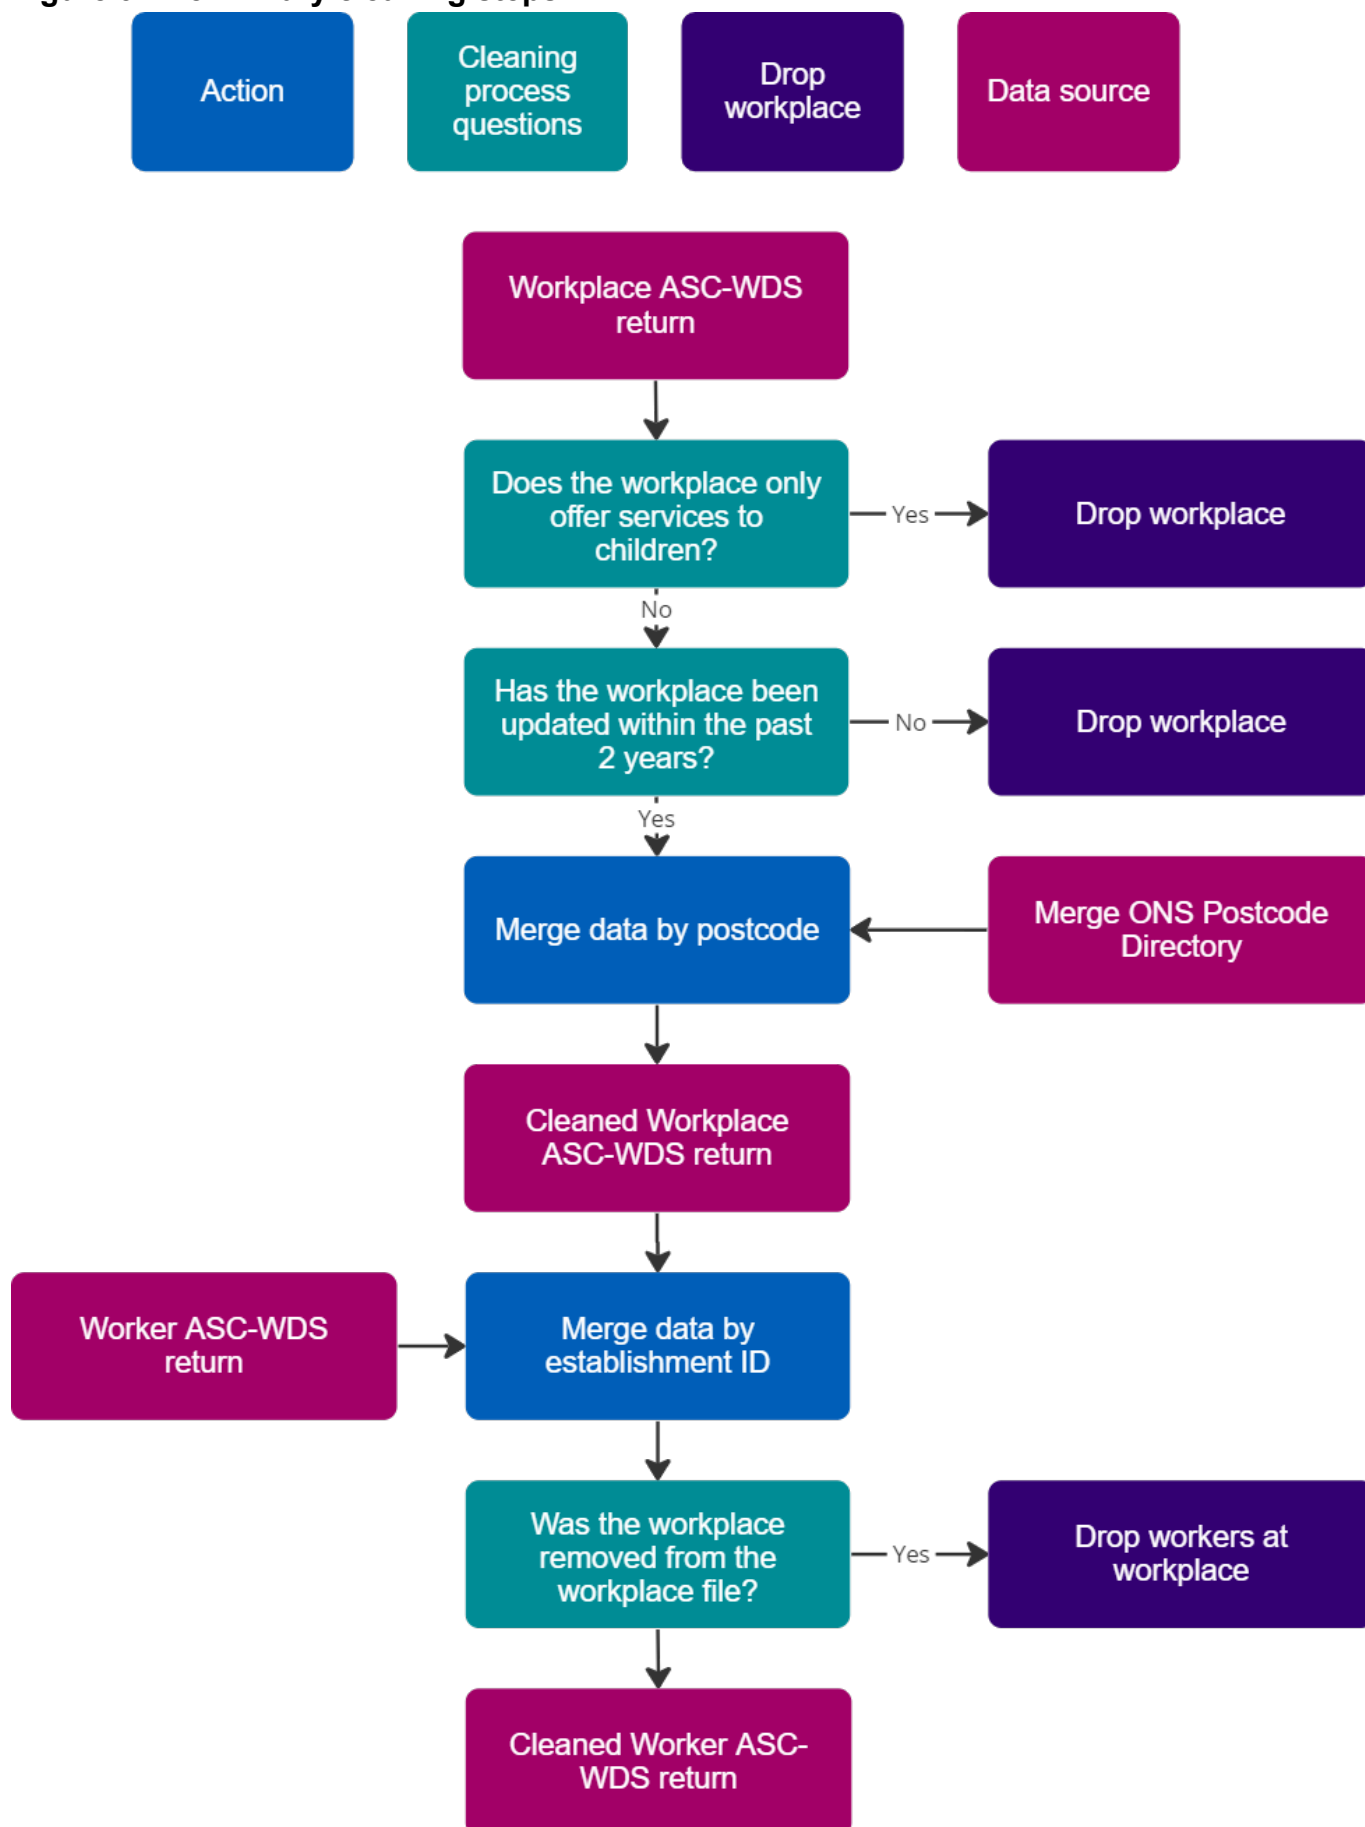 Action
Cleaning
process
questions
Drop
workplace
Data source
Workplace ASC-WDS
return
Does the workplace only
offer services to
children?
Yes
Drop workplace
No
Has the workplace been
updated within the past
2 years?
No
Drop workplace
Yes
Merge data by postcode
Merge ONS Postcode
Directory
Cleaned Workplace
ASC-WDS return
Worker ASC-WDS
return
Merge data by
establishment ID
Was the workplace
removed from the
workplace file?
Yes
Drop workers at
workplace
Cleaned Worker ASC-
WDS return